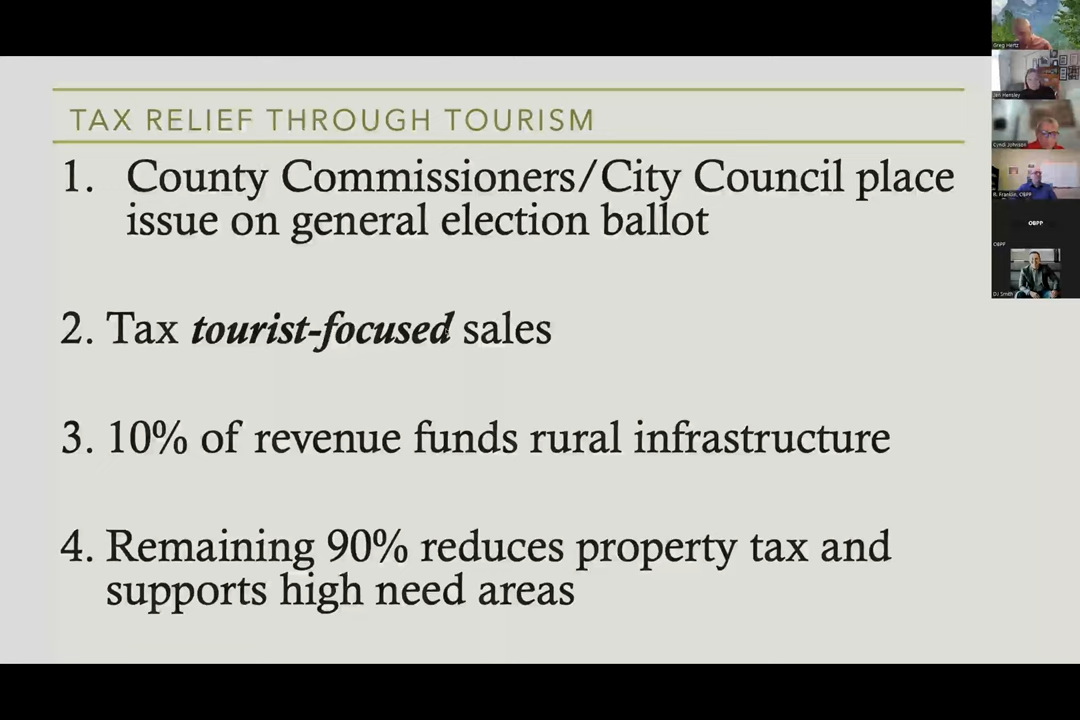 TAX RELIEF THROUGH TOURISM
1. County Commissioners/City Council place
issue on general election ballot
2. Tax tourist-focused sales
3. 10% of revenue funds rural infrastructure
4. Remaining 90% reduces property tax and
supports high need areas
Greg Hertz
Jen Hensley
Cyndi Johnson
B. Franklin, OBPP
OBPP
OBPP
DJ Smith